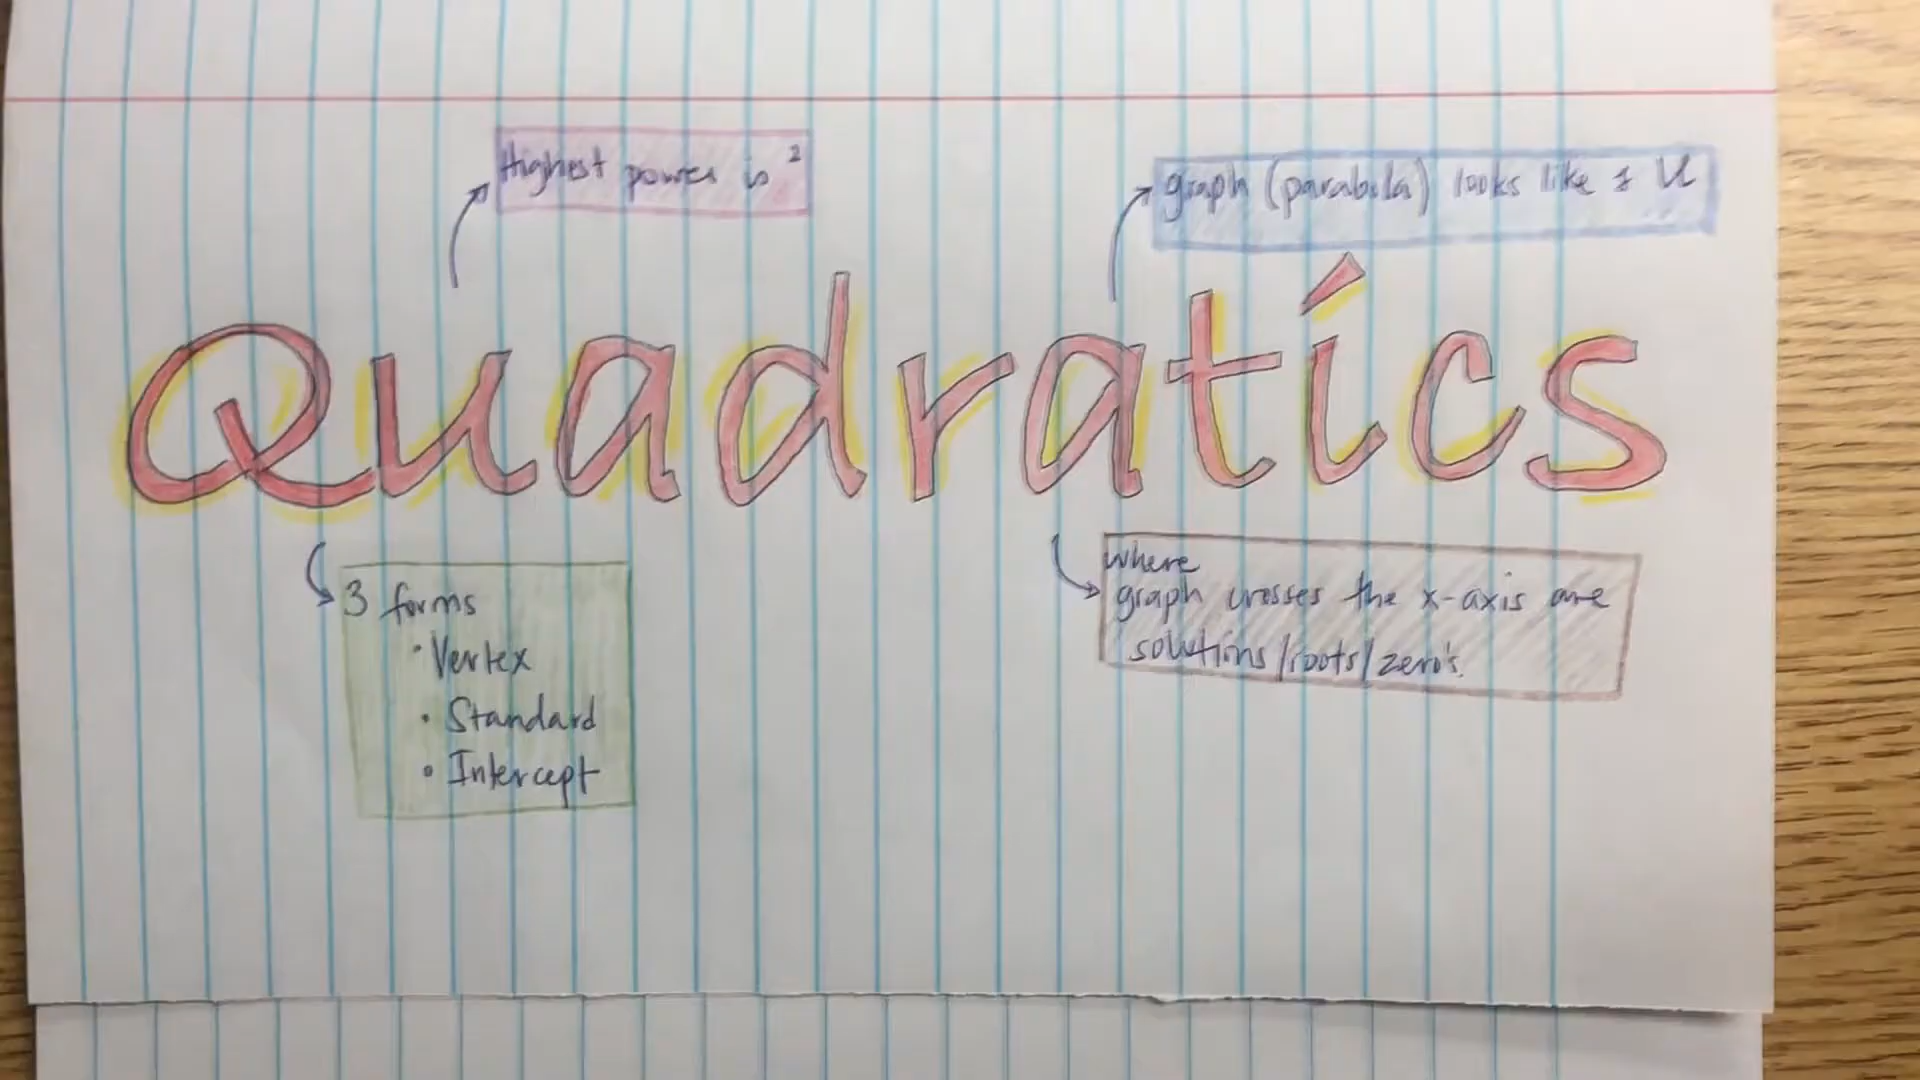 Highest power is ²
graph (parabola) looks like a U
Quadratics
3 forms
• Vertex
• Standard
• Intercept
where
graph crosses the x-axis are
solutions/roots/zero's.